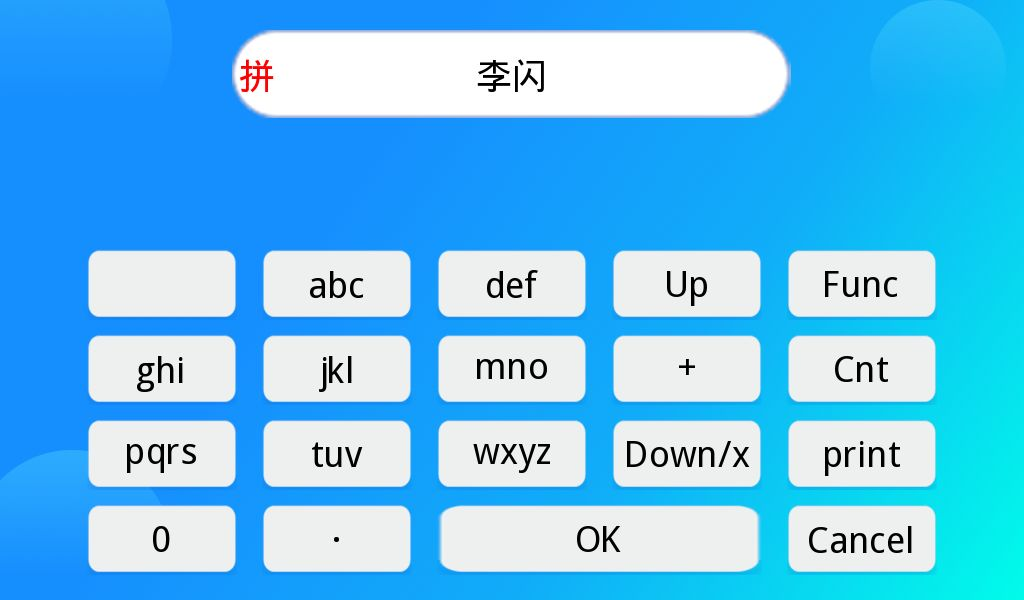 拼 李闪
abc def Up Func
ghi jkl mno + Cnt
pqrs tuv wxyz Down/x print
0 · OK Cancel